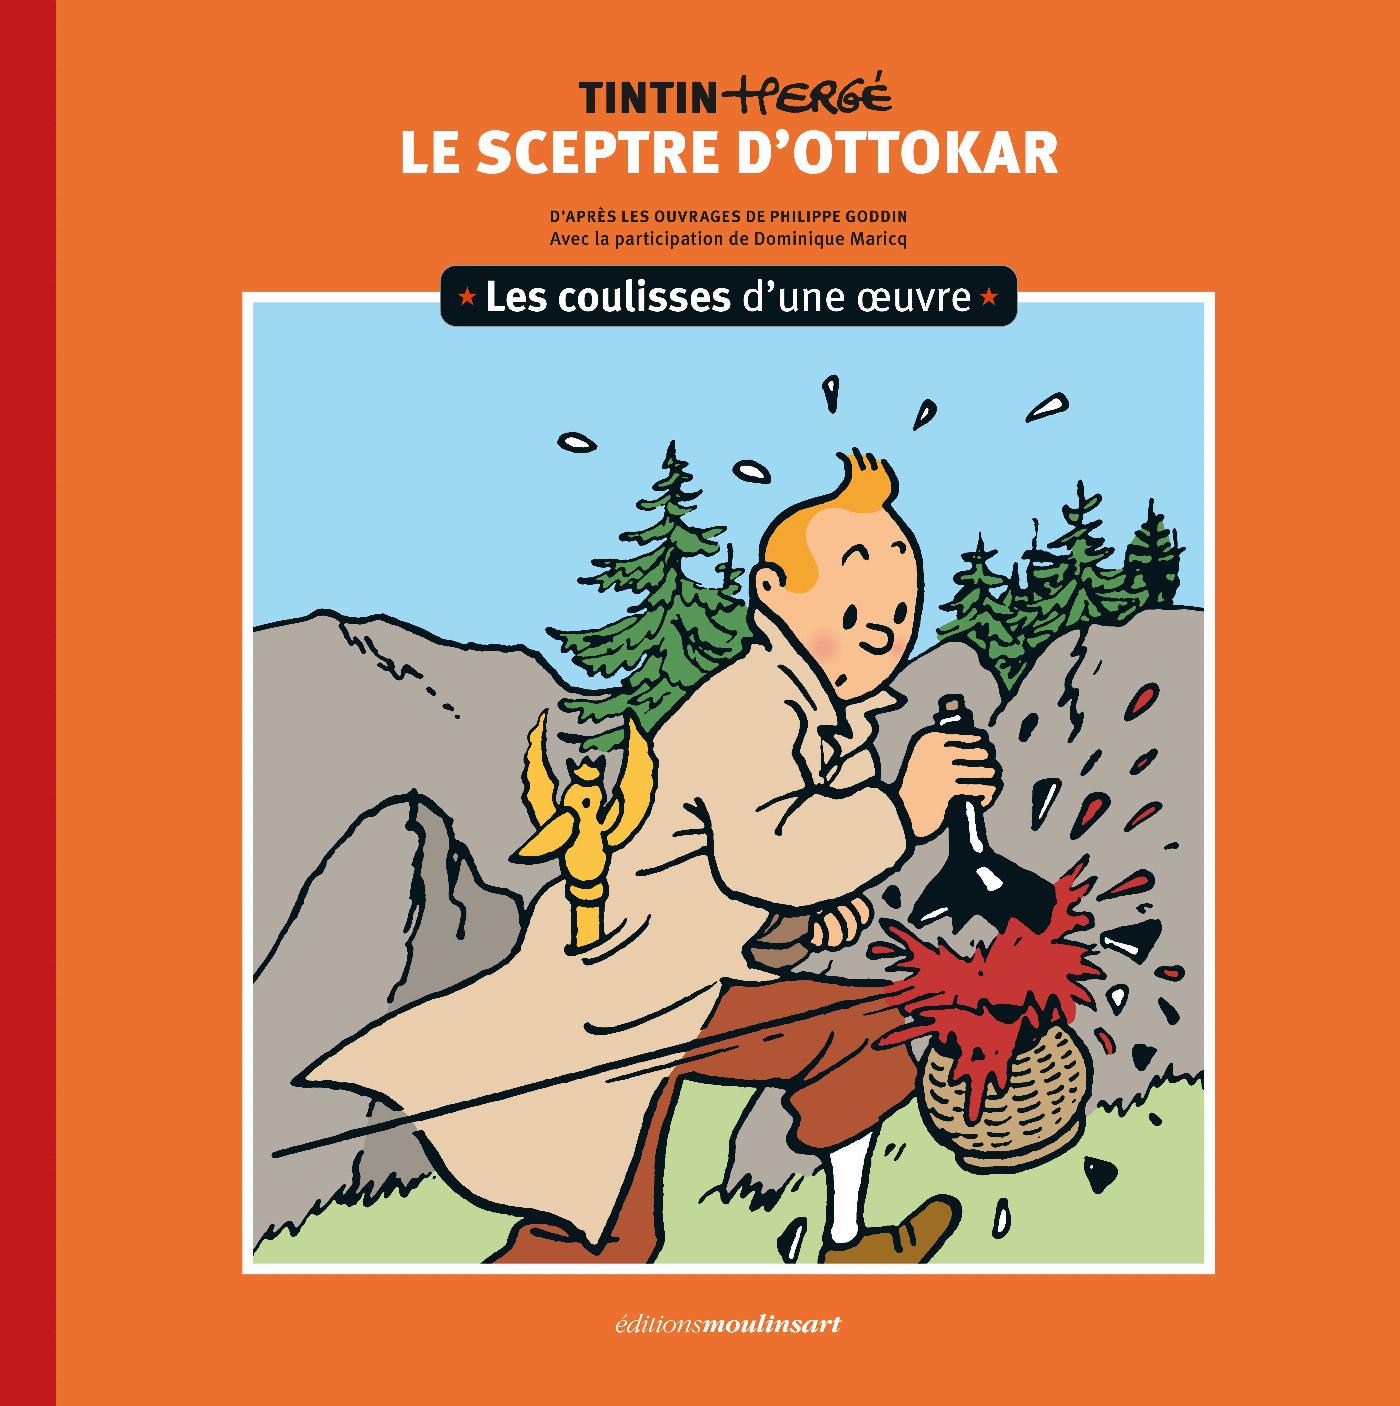 TINTIN HERGÉ
LE SCEPTRE D'OTTOKAR
D'APRÈS LES OUVRAGES DE PHILIPPE GODDIN
Avec la participation de Dominique Maricq
★ Les coulisses d'une œuvre ★
éditionsmoulinsart